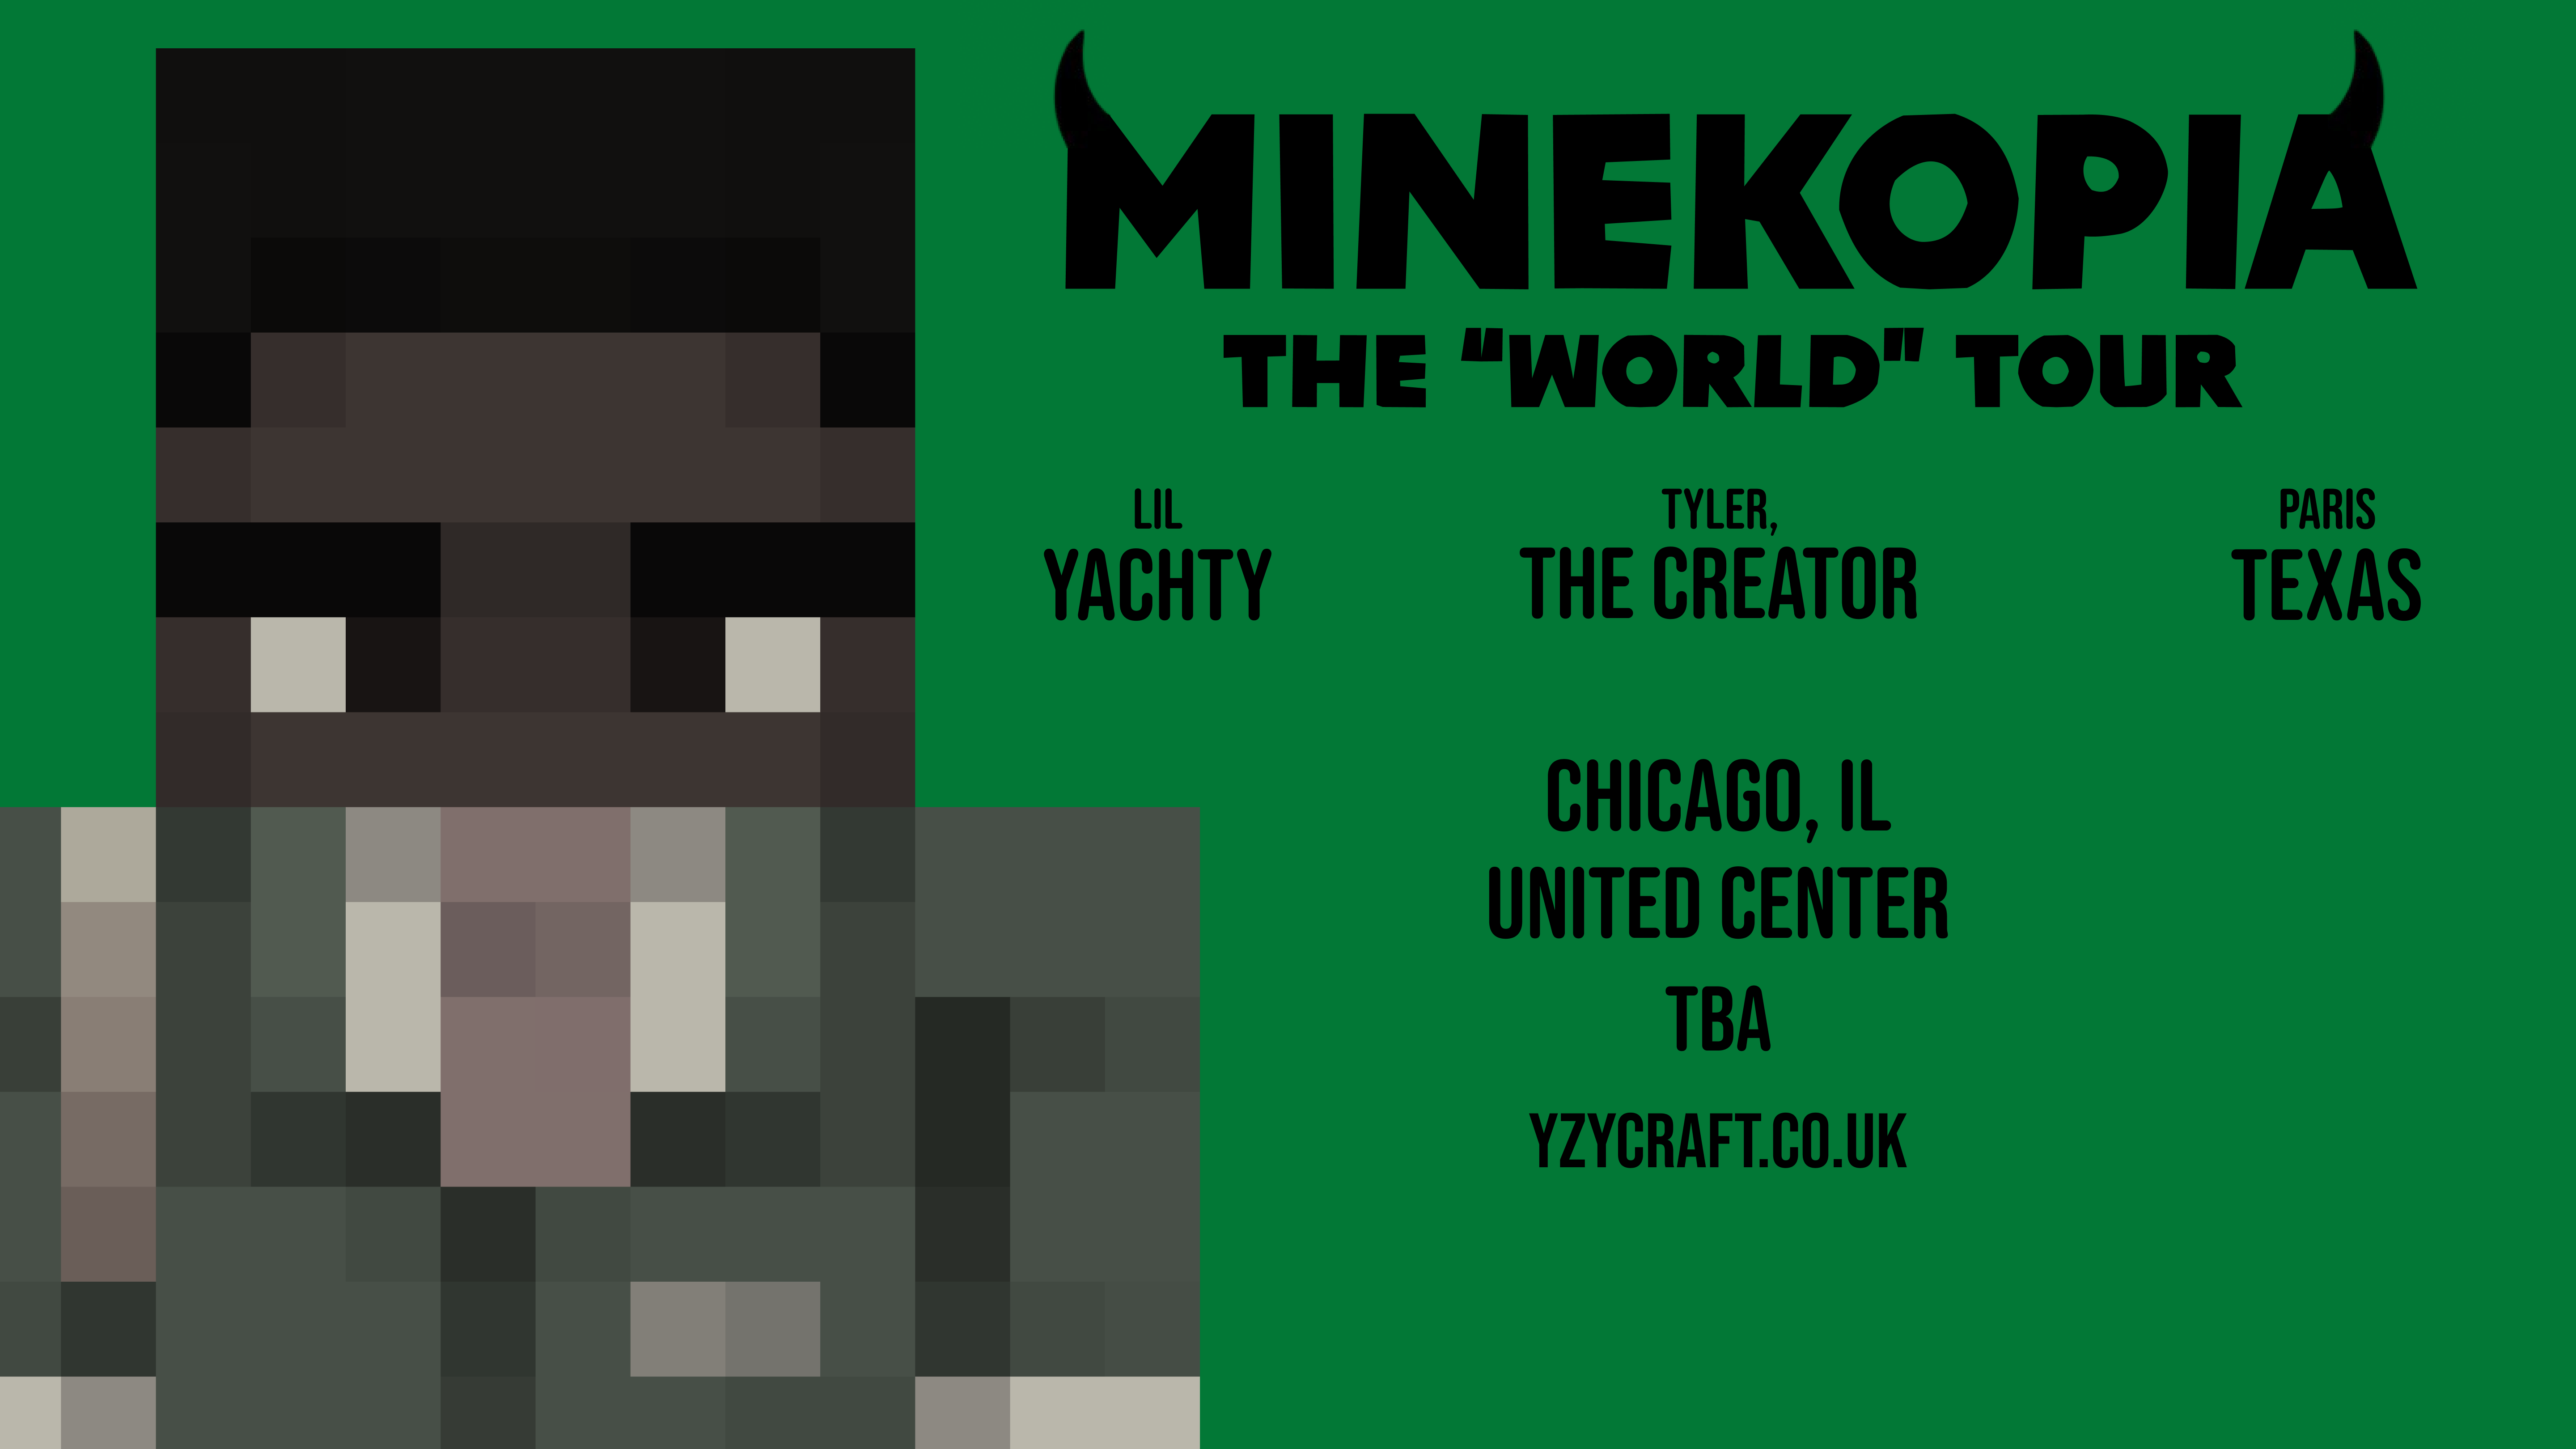 MINEKOPIA
THE "WORLD" TOUR
LIL
YACHTY
TYLER,
THE CREATOR
PARIS
TEXAS
CHICAGO, IL
UNITED CENTER
TBA
YZYCRAFT.CO.UK